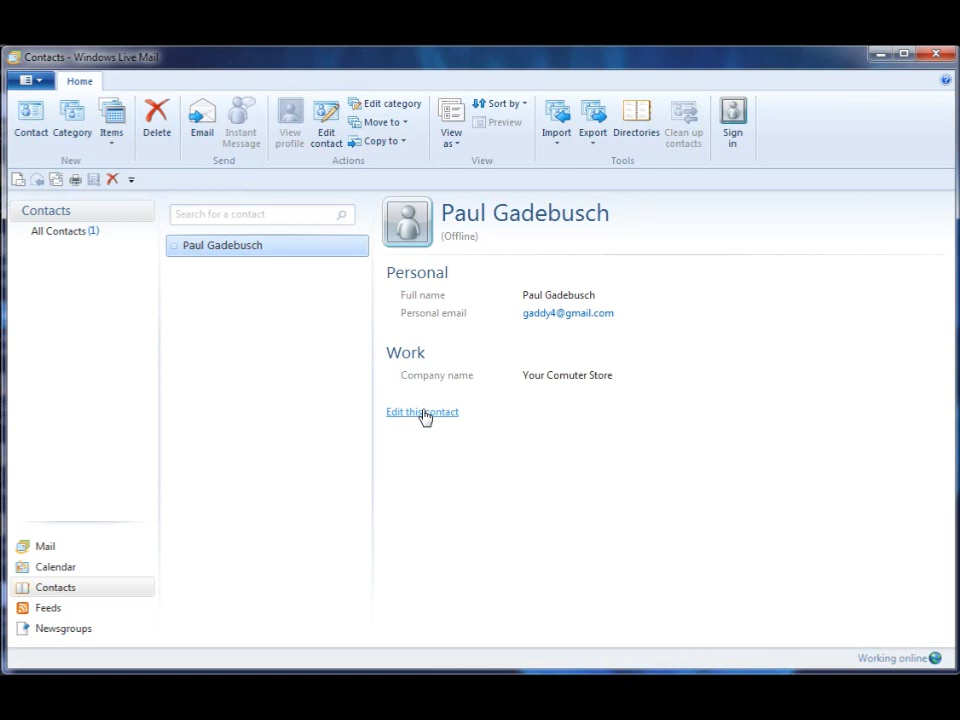 Contacts - Windows Live Mail
Home
Contact Category Items Delete Email Instant Message View profile Edit contact Edit category Move to Copy to View as Sort by Preview Import Export Directories Clean up contacts Sign in
New Send Actions View Tools
Contacts
All Contacts (1)
Search for a contact
Paul Gadebusch
Paul Gadebusch
(Offline)
Personal
Full name Paul Gadebusch
Personal email gaddy4@gmail.com
Work
Company name Your Comuter Store
Edit this contact
Mail
Calendar
Contacts
Feeds
Newsgroups
Working online